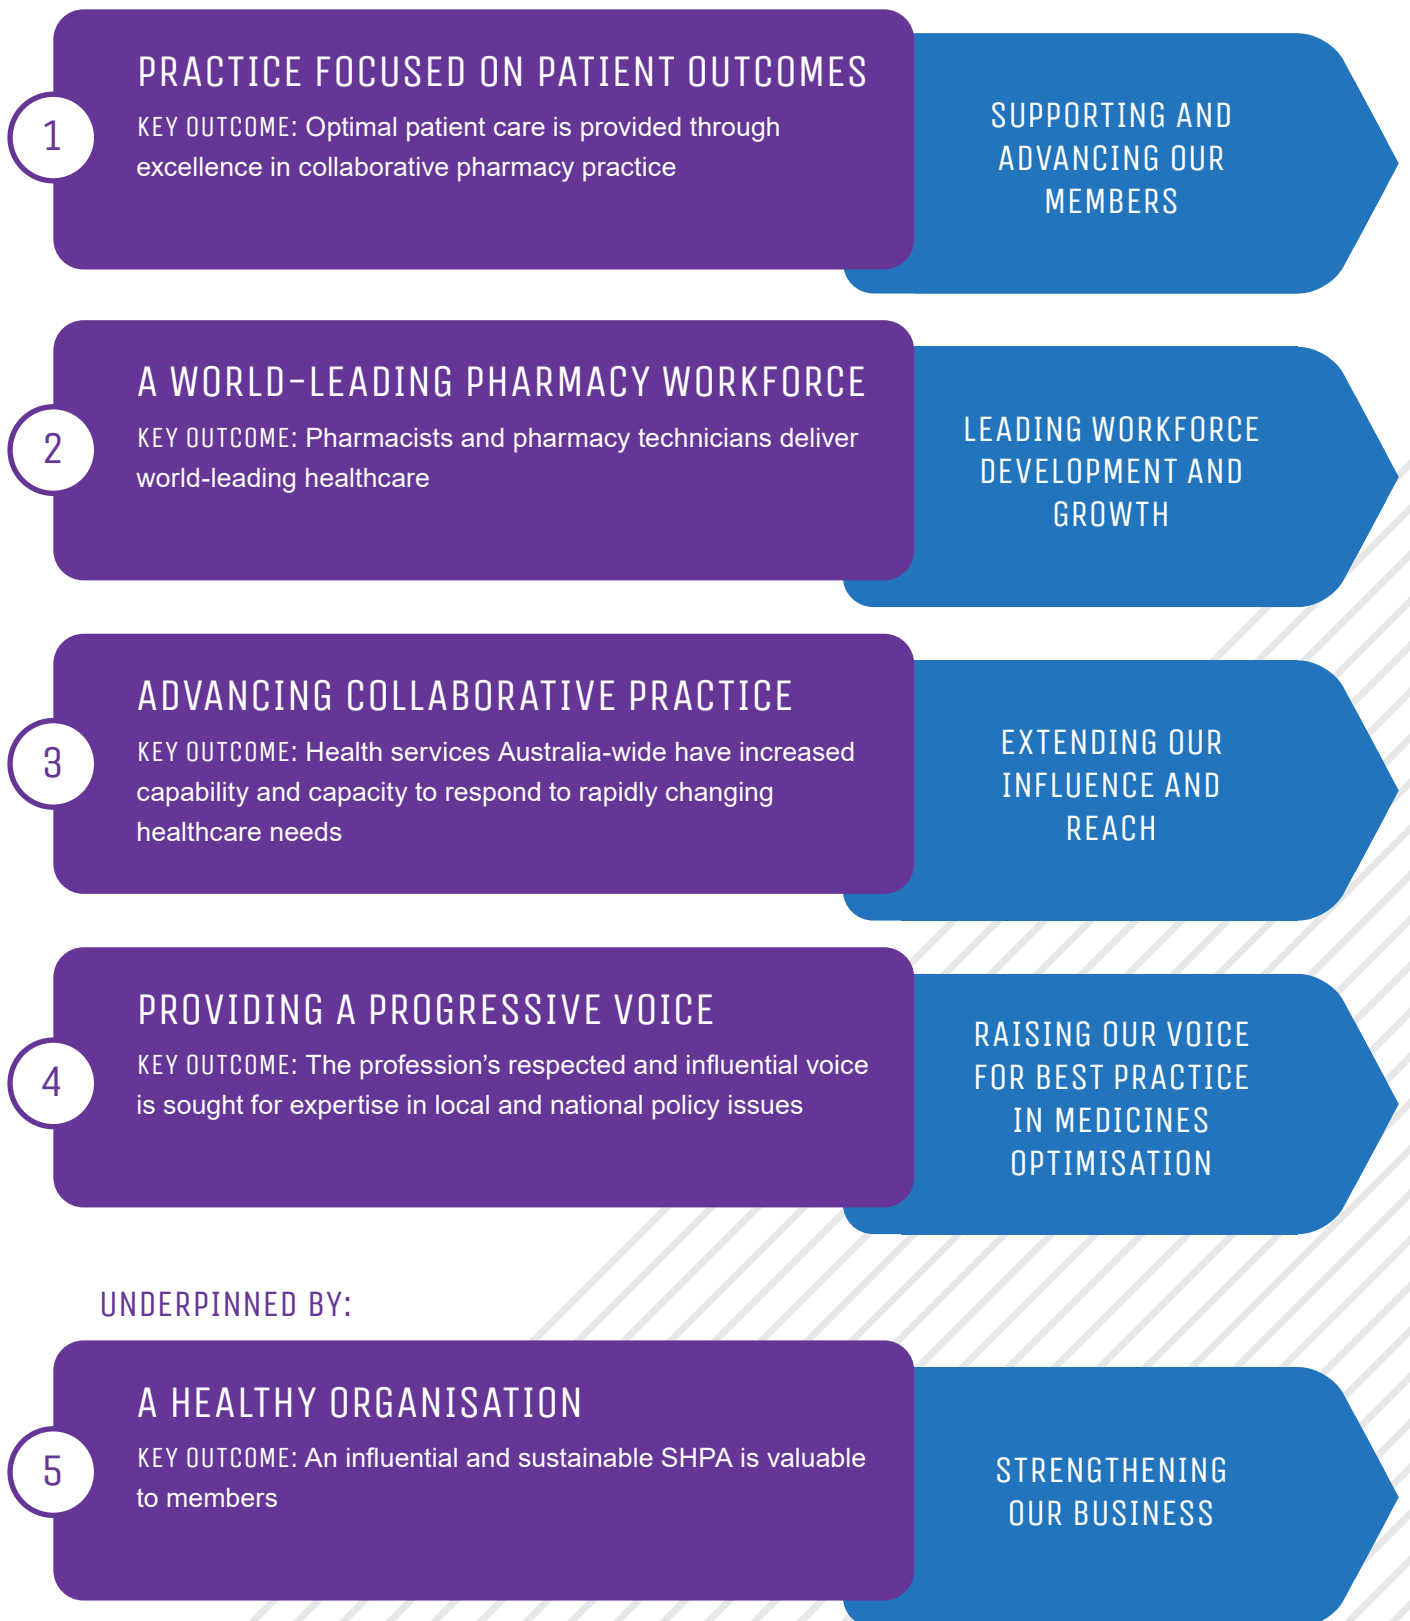 1
PRACTICE FOCUSED ON PATIENT OUTCOMES
KEY OUTCOME: Optimal patient care is provided through
excellence in collaborative pharmacy practice
SUPPORTING AND
ADVANCING OUR
MEMBERS
2
A WORLD-LEADING PHARMACY WORKFORCE
KEY OUTCOME: Pharmacists and pharmacy technicians deliver
world-leading healthcare
LEADING WORKFORCE
DEVELOPMENT AND
GROWTH
3
ADVANCING COLLABORATIVE PRACTICE
KEY OUTCOME: Health services Australia-wide have increased
capability and capacity to respond to rapidly changing
healthcare needs
EXTENDING OUR
INFLUENCE AND
REACH
4
PROVIDING A PROGRESSIVE VOICE
KEY OUTCOME: The profession’s respected and influential voice
is sought for expertise in local and national policy issues
RAISING OUR VOICE
FOR BEST PRACTICE
IN MEDICINES
OPTIMISATION
UNDERPINNED BY:
5
A HEALTHY ORGANISATION
KEY OUTCOME: An influential and sustainable SHPA is valuable
to members
STRENGTHENING
OUR BUSINESS